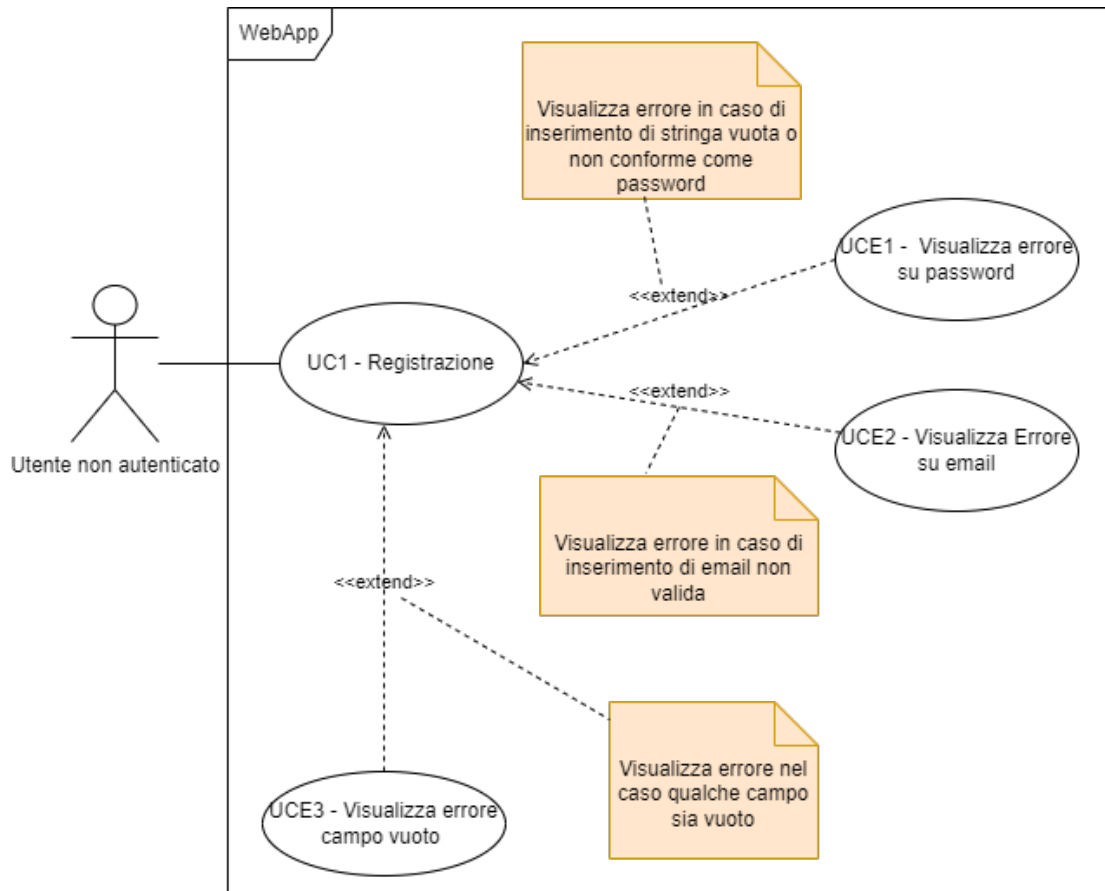 WebApp
Visualizza errore in caso di
inserimento di stringa vuota o
non conforme come
password
UCE1 - Visualizza errore
su password
<<extend>>
UC1 - Registrazione
<<extend>>
UCE2 - Visualizza Errore
su email
Utente non autenticato
Visualizza errore in caso di
inserimento di email non
valida
<<extend>>
Visualizza errore nel
caso qualche campo
sia vuoto
UCE3 - Visualizza errore
campo vuoto